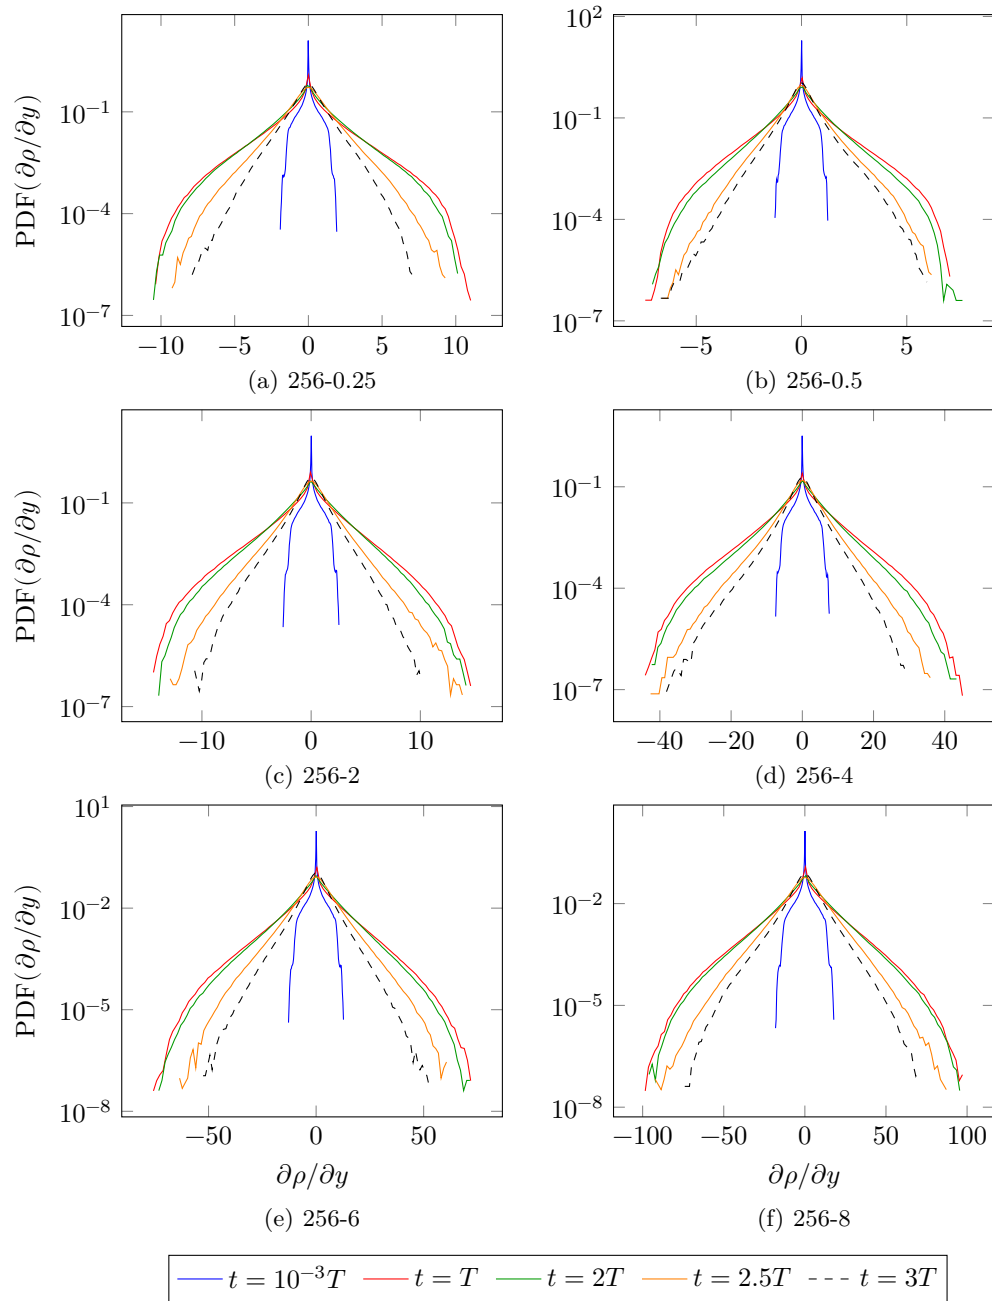 10^{-1}
10^{-4}
10^{-7}
PDF(∂ρ/∂y)
−10 −5 0 5 10
(a) 256-0.25
10^{2}
10^{-1}
10^{-4}
10^{-7}
−5 0 5
(b) 256-0.5
10^{-1}
10^{-4}
10^{-7}
PDF(∂ρ/∂y)
−10 0 10
(c) 256-2
10^{-1}
10^{-4}
10^{-7}
−40 −20 0 20 40
(d) 256-4
10^{1}
10^{-2}
10^{-5}
10^{-8}
PDF(∂ρ/∂y)
−50 0 50
∂ρ/∂y
(e) 256-6
10^{-2}
10^{-5}
10^{-8}
−100 −50 0 50 100
∂ρ/∂y
(f) 256-8
t = 10^{-3}T t = T t = 2T t = 2.5T t = 3T